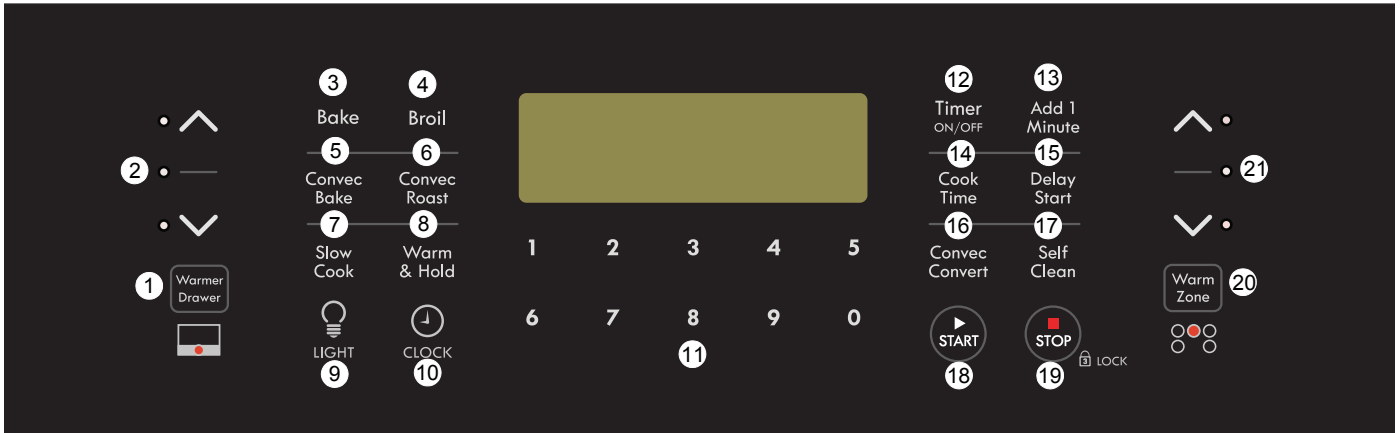 3
4
Bake
Broil
5
6
Convec
Bake
Convec
Roast
7
8
Slow
Cook
Warm
& Hold
LIGHT
9
CLOCK
10
2
1
Warmer
Drawer
1 2 3 4 5
6 7 8 9 0
11
12
13
Timer
ON/OFF
Add 1
Minute
14
15
Cook
Time
Delay
Start
16
17
Convec
Convert
Self
Clean
START
18
STOP
19
3 LOCK
21
Warm
Zone
20